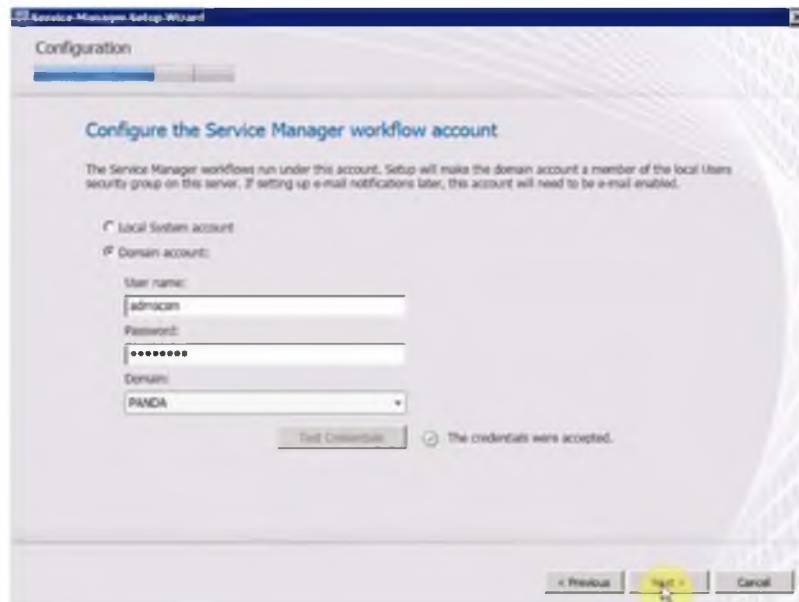 Service Manager Setup Wizard
Configuration
Configure the Service Manager workflow account
The Service Manager workflows run under this account. Setup will make the domain account a member of the local Users
security group on this server. If setting up e-mail notifications later, this account will need to be e-mail enabled.
Local System account
Domain account:
User name:
Password:
••••••••
Domain:
PANDA
Test Credentials
The credentials were accepted.
< Previous
Next >
Cancel